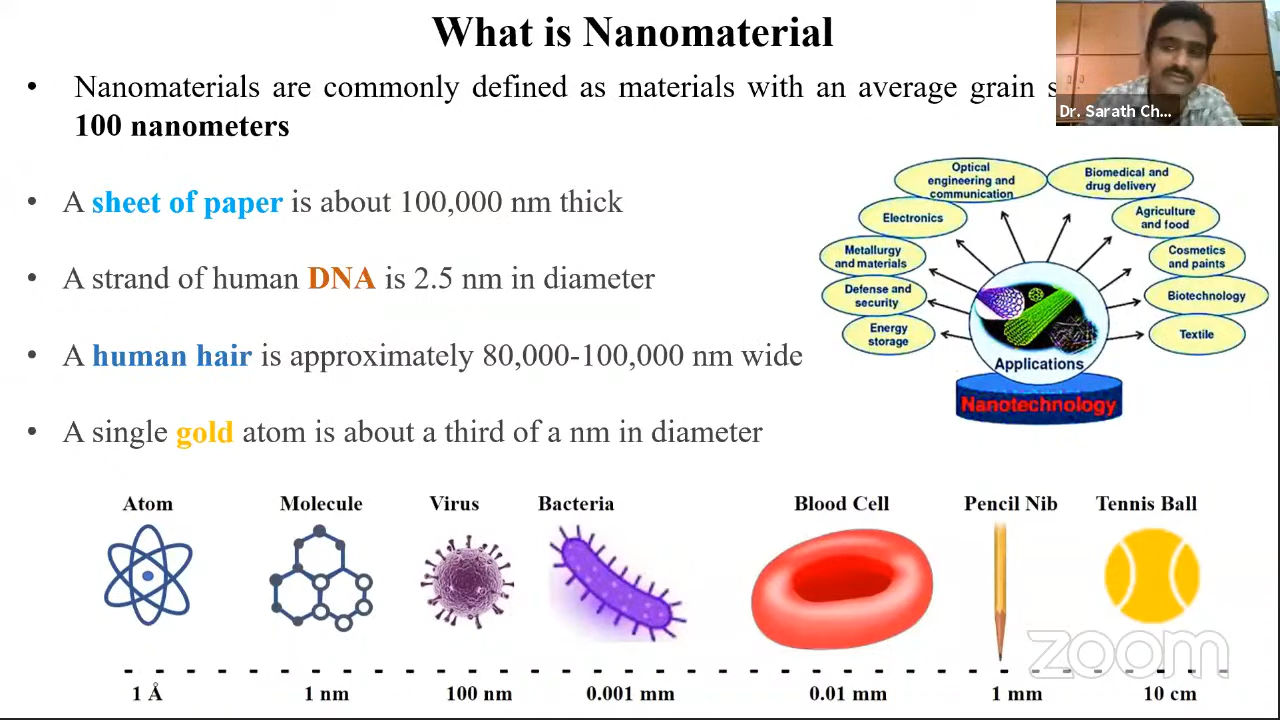 What is Nanomaterial
• Nanomaterials are commonly defined as materials with an average grain
100 nanometers
Dr. Sarath Ch...
• A sheet of paper is about 100,000 nm thick
• A strand of human DNA is 2.5 nm in diameter
• A human hair is approximately 80,000-100,000 nm wide
• A single gold atom is about a third of a nm in diameter
Optical
engineering and
communication
Biomedical and
drug delivery
Electronics
Agriculture
and food
Metallurgy
and materials
Cosmetics
and paints
Defense and
security
Biotechnology
Energy
storage
Textile
Applications
Nanotechnology
Atom Molecule Virus Bacteria Blood Cell Pencil Nib Tennis Ball
zoom
1 Å 1 nm 100 nm 0.001 mm 0.01 mm 1 mm 10 cm